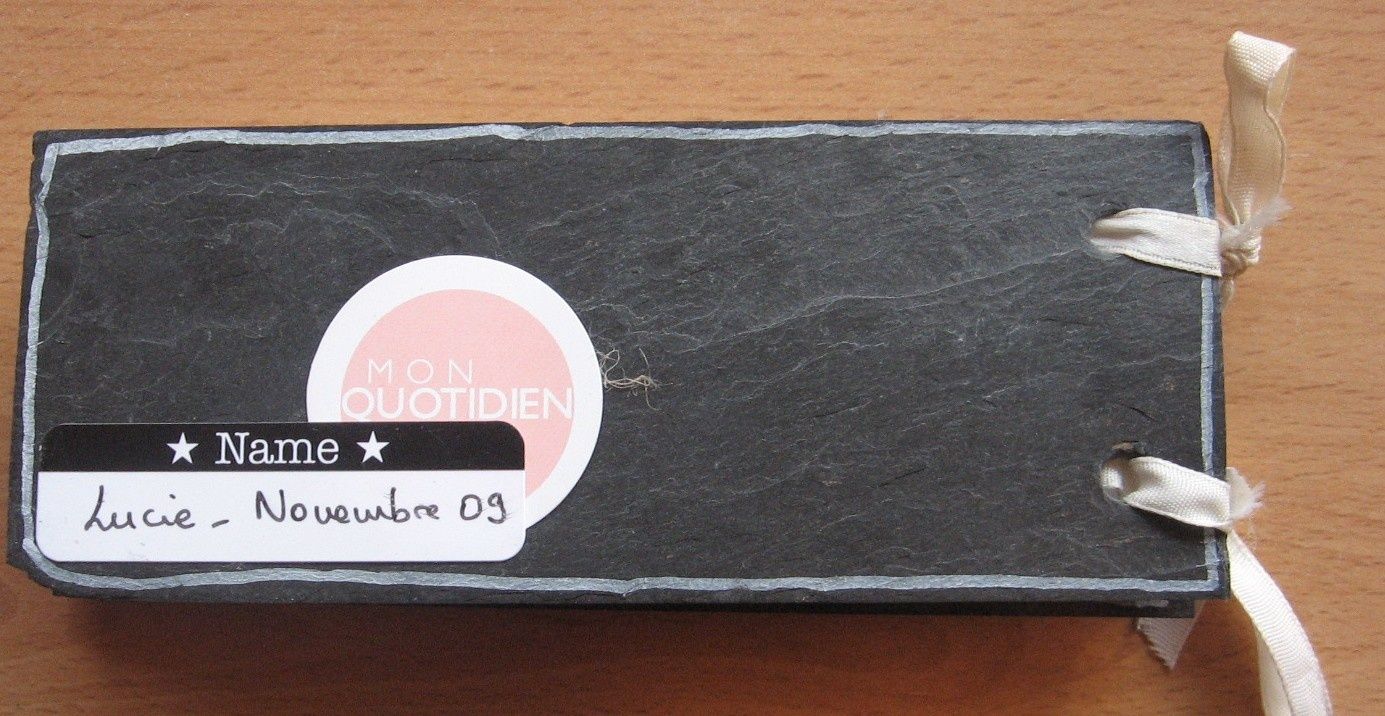 MON
QUOTIDIEN
★ Name ★
Lucie - Novembre 09